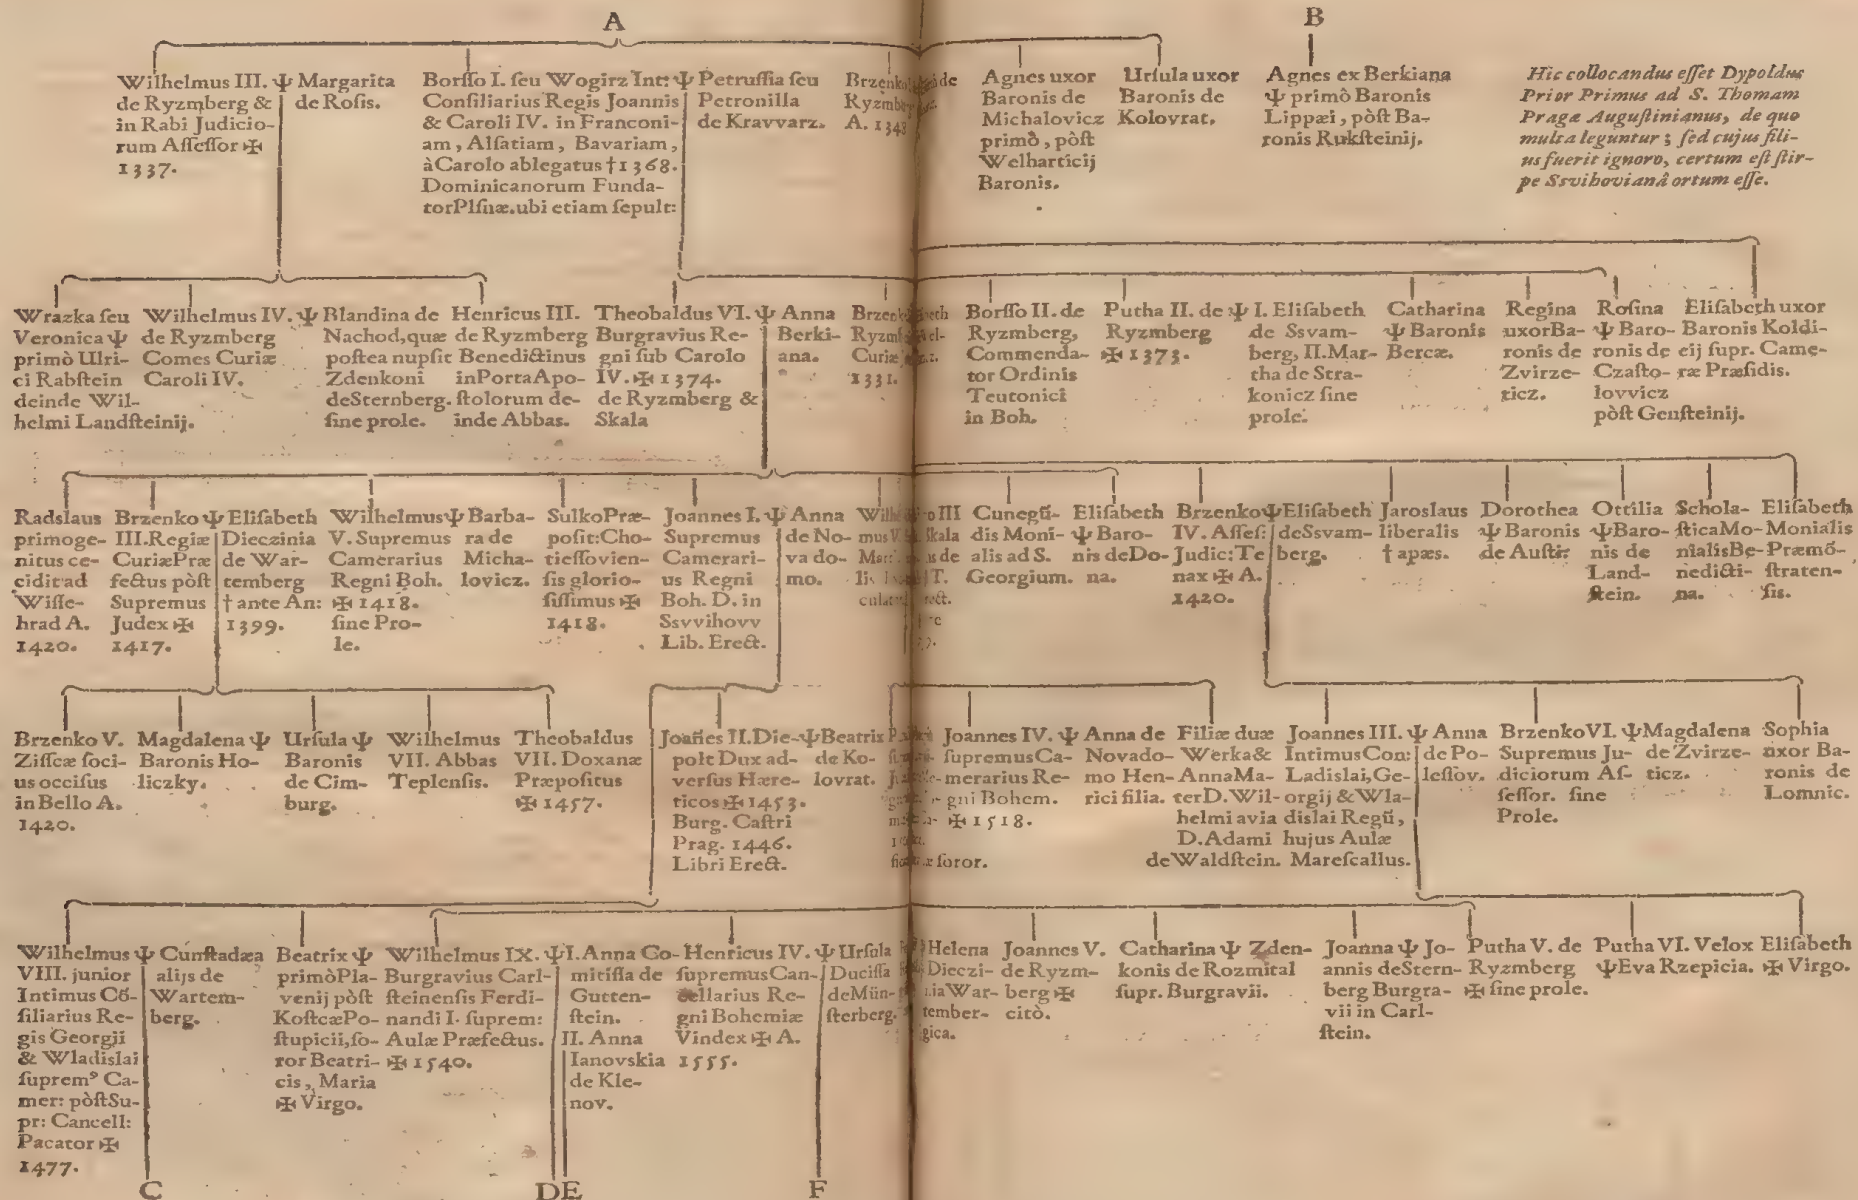 A
B
Wilhelmus III. Ψ Margarita
de Ryzmberg & de Rosis.
in Rabi Judicio-
rum Assessor ✠
1337.
Borſſo I. ſeu Wogirz Int: Ψ Petruſſia ſeu
Conſiliarius Regis Joannis Petronilla
& Caroli IV. in Franconi- de Kravvarz.
am, Alſatiam, Bavariam,
à Carolo ablegatus † 1368.
Dominicanorum Funda-
tor Plſnæ. ubi etiam ſepult:
Brzenko de
Ryzmb
A. 1348
Agnes uxor
Baronis de
Michalovicz
primò, pòſt
Welharticij
Baronis.
Urſula uxor
Baronis de
Kolovrat.
Agnes ex Berkiana
Ψ primò Baronis
Lippæi, pòſt Ba-
ronis Rukſteinij.
Hic collocandus eſſet Dypoldus
Prior Primus ad S. Thomam
Pragæ Auguſtinianus, de quo
multa leguntur; ſed cujus fili-
us fuerit ignoro, certum eſt ſtir-
pe Ssvihovianâ ortum eſſe.
Wrazka ſeu
Veronica Ψ
primò Ulri-
ci Rabſtein
deinde Wil-
helmi Landſteinij.
Wilhelmus IV. Ψ
de Ryzmberg
Comes Curiæ
Caroli IV.
Blandina de
Nachod, quæ
poſtea nupſit
Zdenkoni
de Sternberg.
ſine prole.
Henricus III.
de Ryzmberg
Benedictinus
in Porta Apo-
ſtolorum de-
inde Abbas.
Theobaldus VI. Ψ
Burgravius Re-
gni ſub Carolo
IV. ✠ 1374.
de Ryzmberg &
Skala
Anna
Berki-
ana.
Brzenk
Ryzm
Curiæ
1331.
Borſſo II. de
Ryzmberg,
Commenda-
tor Ordinis
Teutonici
in Boh.
Putha II. de Ψ
Ryzmberg
✠ 1373.
I. Eliſabeth
de Ssvam-
berg, II. Mar-
tha de Stra-
konicz ſine
prole.
Catharina
Ψ Baronis
Bercæ.
Regina
uxor Ba-
ronis de
Zvirze-
ticz.
Roſina
Ψ Baro-
ronis de
Czaſto-
lovvicz
pòſt Genſteinij.
Eliſabeth uxor
Baronis Koldi-
eij ſupr. Came-
ræ Præſidis.
Radslaus
primoge-
nitus ce-
cidit ad
Wiſſe-
hrad A.
1420.
Brzenko Ψ
III. Regiæ
Curiæ Præ
fectus pòſt
Supremus
Judex ✠
1417.
Eliſabeth
Dieczinia
de War-
temberg
† ante An:
1399.
Wilhelmus Ψ
V. Supremus
Camerarius
Regni Boh.
✠ 1418.
ſine Pro-
le.
Barba-
ra de
Micha-
lovicz.
Sulko Præ-
poſit: Cho-
tieſſovien-
ſis glorio-
ſiſſimus ✠
1418.
Joannes I. Ψ
Supremus
Camerari-
us Regni
Boh. D. in
Ssvvihovv
Lib. Erect.
Anna
de No-
va do-
mo.
III
Skala
Cunegū-
dis Moni-
alis ad S.
Georgium.
Eliſabeth
Ψ Baro-
nis de Do-
na.
Brzenko Ψ
IV. Aſſeſ:
Judic: Te
nax ✠ A.
1420.
Eliſabeth
de Ssvam-
berg.
Jaroslaus
liberalis
† apæs.
Dorothea
Ψ Baronis
de Auſtir
Ottilia
Ψ Baro-
nis de
Land-
ſtein.
Schola-
ſtica Mo-
nialis Be-
nedicti-
na.
Eliſabeth
Monialis
Præmō-
ſtraten-
ſis.
Brzenko V.
Ziſſcæ ſoci-
us occiſus
in Bello A.
1420.
Magdalena Ψ
Baronis Ho-
liczky.
Urſula Ψ
Baronis
de Cim-
burg.
Wilhelmus
VII. Abbas
Teplenſis.
Theobaldus
VII. Doxanæ
Præpoſitus
✠ 1457.
Joañes II. Die- Ψ
polt Dux ad-
verſus Hære-
ticos ✠ 1453.
Burg. Caſtri
Prag. 1446.
Libri Erect.
Beatrix
de Ko-
lovrat.
ſoror.
Joannes IV. Ψ
ſupremus Ca-
merarius Re-
gni Bohem.
✠ 1518.
Anna de
Novado-
mo Hen-
rici filia.
Filiæ duæ
Werka &
Anna Ma-
ter D. Wil-
helmi avia
D. Adami
de Waldſtein.
Joannes III. Ψ
Intimus Con:
Ladislai, Ge-
orgij & Wla-
dislai Regū,
hujus Aulæ
Mareſcallus.
Anna
de Po-
leſſov.
Brzenko VI. Ψ
Supremus Ju-
diciorum Aſ-
ſeſſor. ſine
Prole.
Magdalena
de Zvirze-
ticz.
Sophia
uxor Ba-
ronis de
Lomnic.
Wilhelmus Ψ
VIII. junior
Intimus Cō-
ſiliarius Re-
gis Georgii
& Wladislai
ſupremꝰ Ca-
mer: pòſt Su-
pr: Cancell:
Pacator ✠
1477.
Cunſtadæa
alijs de
Wartem-
berg.
Beatrix Ψ
primò Pla-
venij pòſt
Koſtcæ Po-
ſtupicii, ſo-
ror Beatri-
cis, Maria
✠ Virgo.
Wilhelmus IX. Ψ
Burgravius Carl-
ſteinenſis Ferdi-
nandi I. ſuprem:
Aulæ Præfectus.
✠ 1540.
I. Anna Co-
mitiſſa de
Gutten-
ſtein.
II. Anna
Ianovskia
de Kle-
nov.
Henricus IV. Ψ
ſupremus Can-
cellarius Re-
gni Bohemiæ
Vindex ✠ A.
1555.
Urſula
Duciſſa
de Mün-
ſterberg.
Helena
Dieczi-
nia War-
tember-
gica.
Joannes V.
de Ryzm-
berg ✠
citò.
Catharina Ψ Zden-
konis de Rozmital
ſupr. Burgravii.
Joanna Ψ Jo-
annis de Stern-
berg Burgra-
vii in Carl-
ſtein.
Putha V. de
Ryzmberg
✠ ſine prole.
Putha VI. Velox
Ψ Eva Rzepicia.
Eliſabeth
✠ Virgo.
C
D E
F